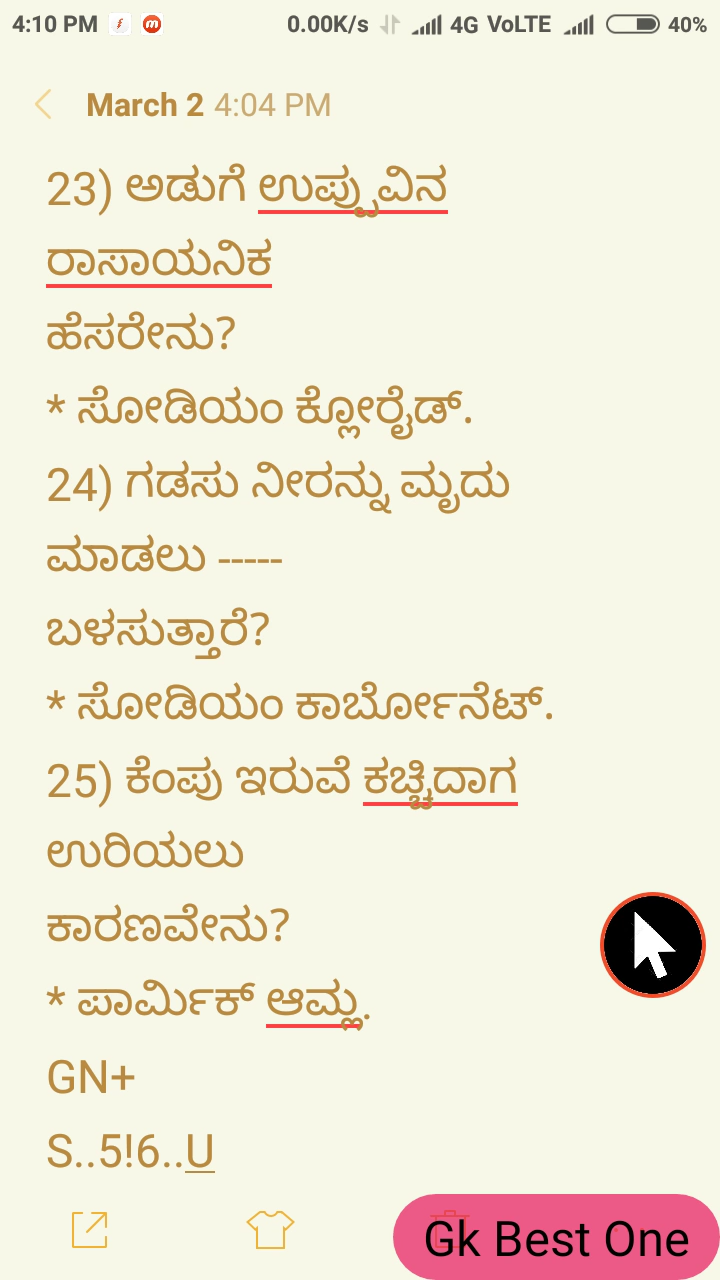 4:10 PM 0.00K/s 4G VoLTE 40%
March 2 4:04 PM
23) ಅಡುಗೆ ಉಪ್ಪುವಿನ
ರಾಸಾಯನಿಕ
ಹೆಸರೇನು?
* ಸೋಡಿಯಂ ಕ್ಲೋರೈಡ್.
24) ಗಡಸು ನೀರನ್ನು ಮೃದು
ಮಾಡಲು -----
ಬಳಸುತ್ತಾರೆ?
* ಸೋಡಿಯಂ ಕಾರ್ಬೋನೆಟ್.
25) ಕೆಂಪು ಇರುವೆ ಕಚ್ಚಿದಾಗ
ಉರಿಯಲು
ಕಾರಣವೇನು?
* ಪಾರ್ಮಿಕ್ ಆಮ್ಲ.
GN+
S..5!6..U
Gk Best One